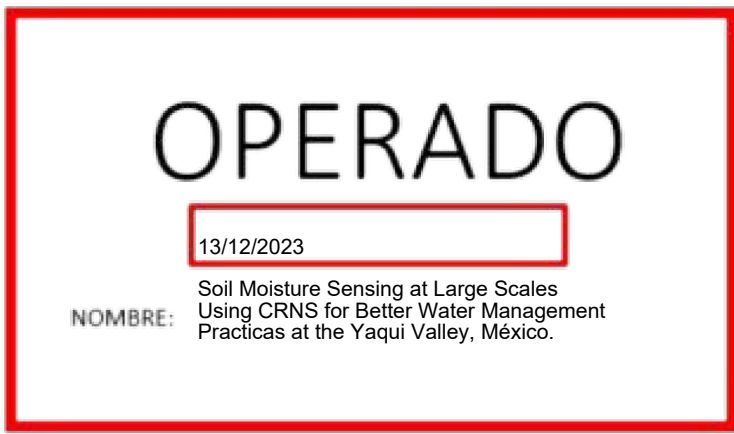 OPERADO
13/12/2023
NOMBRE:
Soil Moisture Sensing at Large Scales
Using CRNS for Better Water Management
Practicas at the Yaqui Valley, México.